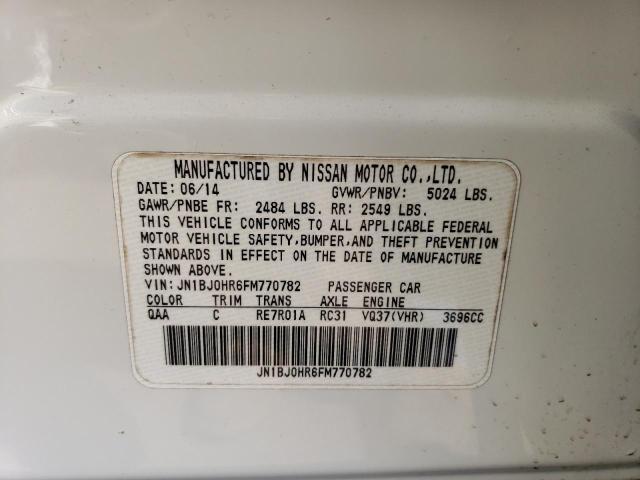 MANUFACTURED BY NISSAN MOTOR CO.,LTD.
DATE: 06/14 GVWR/PNBV: 5024 LBS.
GAWR/PNBE FR: 2484 LBS. RR: 2549 LBS.
THIS VEHICLE CONFORMS TO ALL APPLICABLE FEDERAL
MOTOR VEHICLE SAFETY,BUMPER,AND THEFT PREVENTION
STANDARDS IN EFFECT ON THE DATE OF MANUFACTURE
SHOWN ABOVE.
VIN: JN1BJ0HR6FM770782 PASSENGER CAR
COLOR TRIM TRANS AXLE ENGINE
QAA C RE7R01A RC31 VQ37(VHR) 3696CC
JN1BJ0HR6FM770782